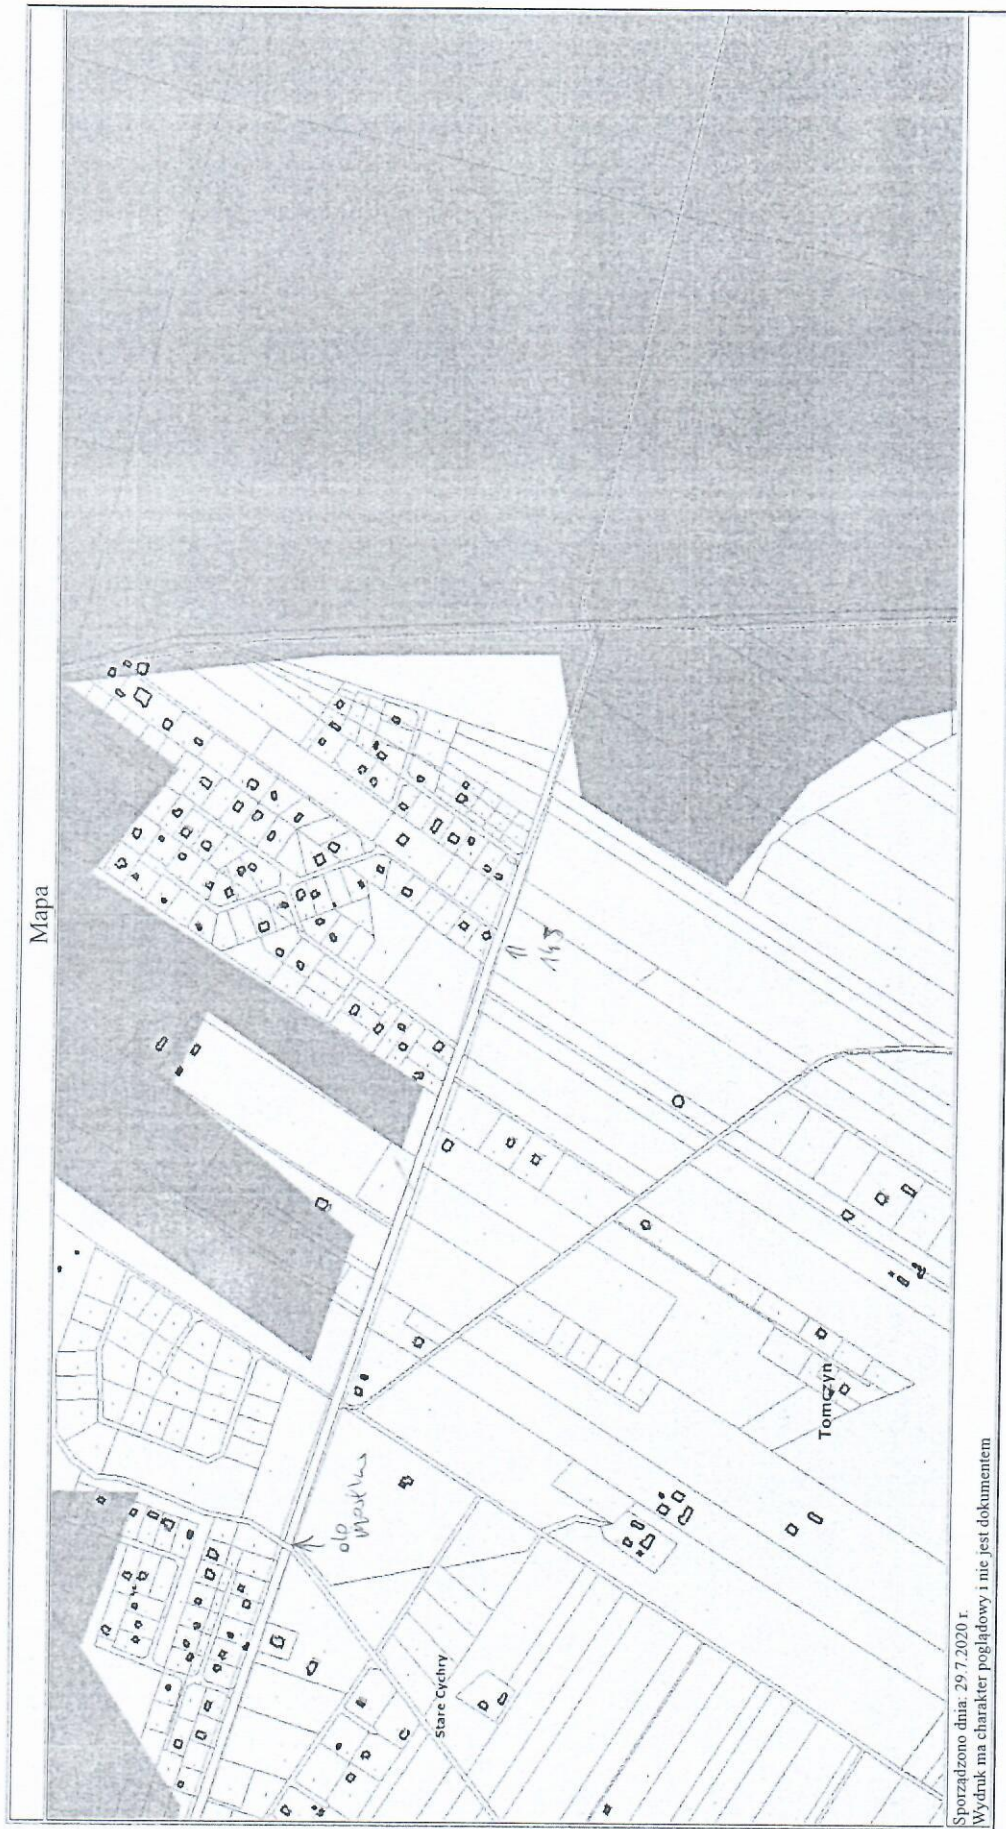 Mapa
Stare Cychry
Tomczyn
Sporządzono dnia: 29.7.2020 r.
Wydruk ma charakter poglądowy i nie jest dokumentem